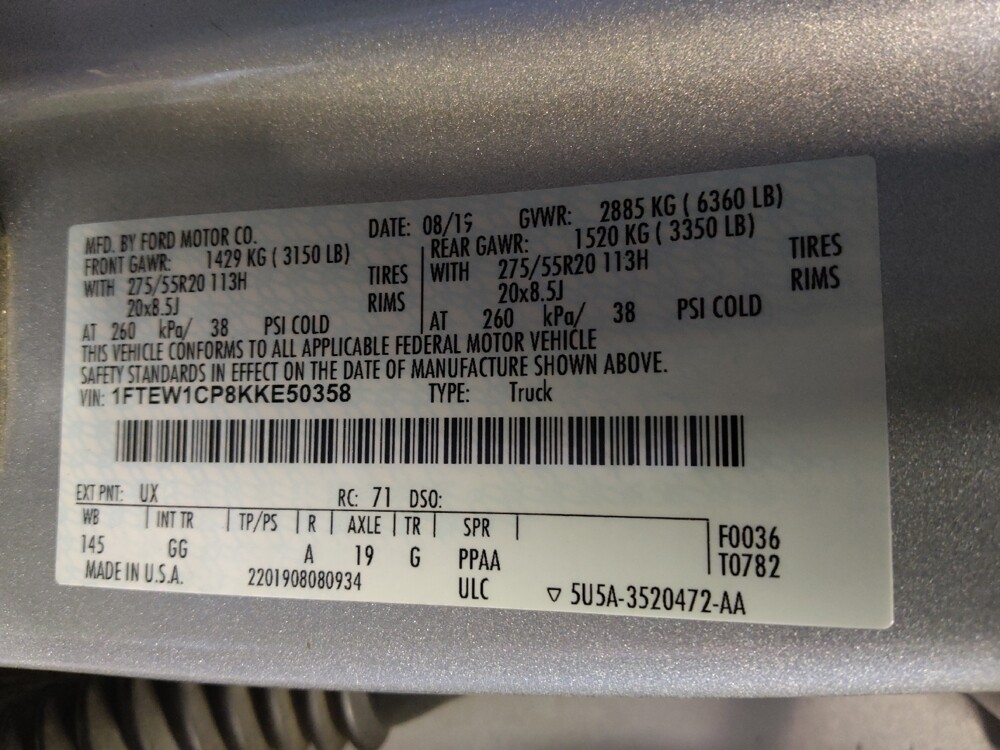 MFD. BY FORD MOTOR CO. DATE: 08/19 GVWR: 2885 KG ( 6360 LB)
FRONT GAWR: 1429 KG ( 3150 LB) REAR GAWR: 1520 KG ( 3350 LB)
WITH 275/55R20 113H TIRES WITH 275/55R20 113H TIRES
20x8.5J RIMS 20x8.5J RIMS
AT 260 kPa/ 38 PSI COLD AT 260 kPa/ 38 PSI COLD
THIS VEHICLE CONFORMS TO ALL APPLICABLE FEDERAL MOTOR VEHICLE
SAFETY STANDARDS IN EFFECT ON THE DATE OF MANUFACTURE SHOWN ABOVE.
VIN: 1FTEW1CP8KKE50358 TYPE: Truck
EXT PNT: UX RC: 71 DSO:
WB INT TR TP/PS R AXLE TR SPR F0036
145 GG A 19 G PPAA T0782
MADE IN U.S.A. 2201908080934 ULC ▽ 5U5A-3520472-AA